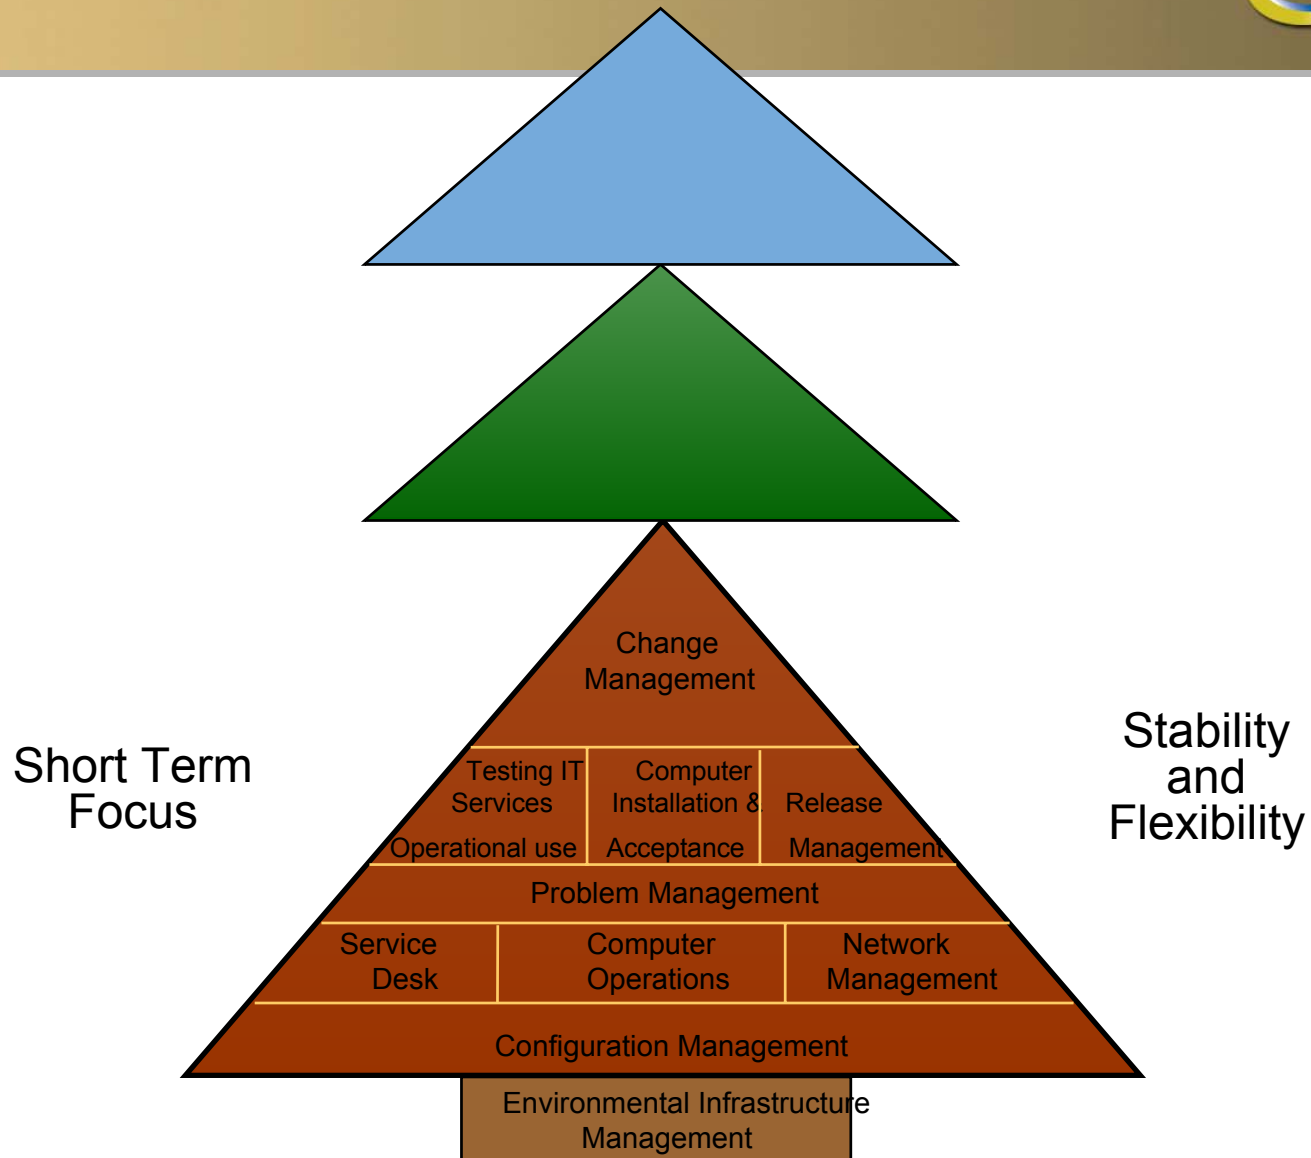 Change
Management
Short Term
Focus
Stability
and
Flexibility
Testing IT
Services
Operational use
Computer
Installation &
Acceptance
Release
Management
Problem Management
Service
Desk
Computer
Operations
Network
Management
Configuration Management
Environmental Infrastructure
Management